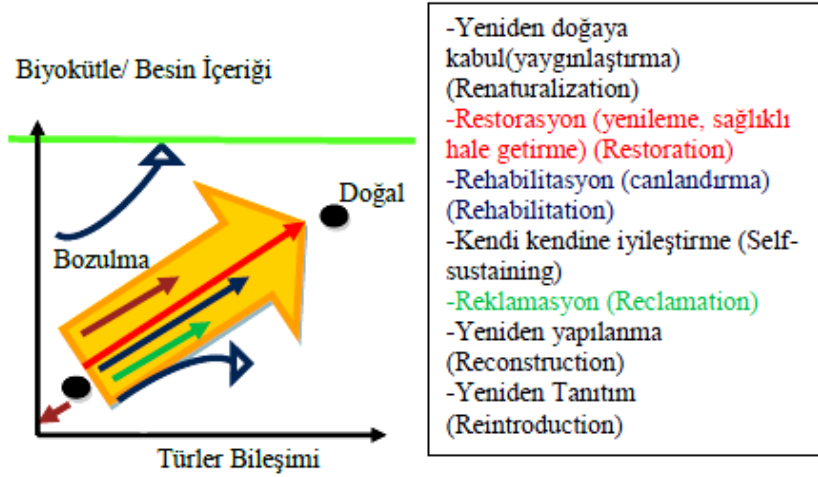 Biyokütle/ Besin İçeriği
Doğal
Bozulma
Türler Bileşimi
-Yeniden doğaya
kabul(yaygınlaştırma)
(Renaturalization)
-Restorasyon (yenileme, sağlıklı
hale getirme) (Restoration)
-Rehabilitasyon (canlandırma)
(Rehabilitation)
-Kendi kendine iyileştirme (Self-
sustaining)
-Reklamasyon (Reclamation)
-Yeniden yapılanma
(Reconstruction)
-Yeniden Tanıtım
(Reintroduction)